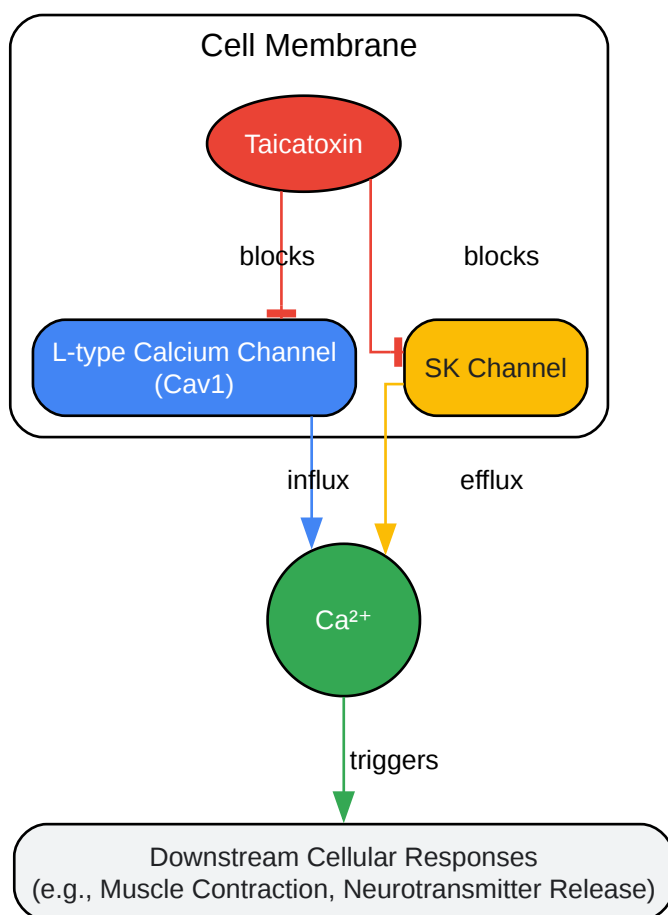 Cell Membrane
Taicatoxin
blocks
blocks
L-type Calcium Channel
(Cav1)
SK Channel
influx
efflux
Ca²⁺
triggers
Downstream Cellular Responses
(e.g., Muscle Contraction, Neurotransmitter Release)